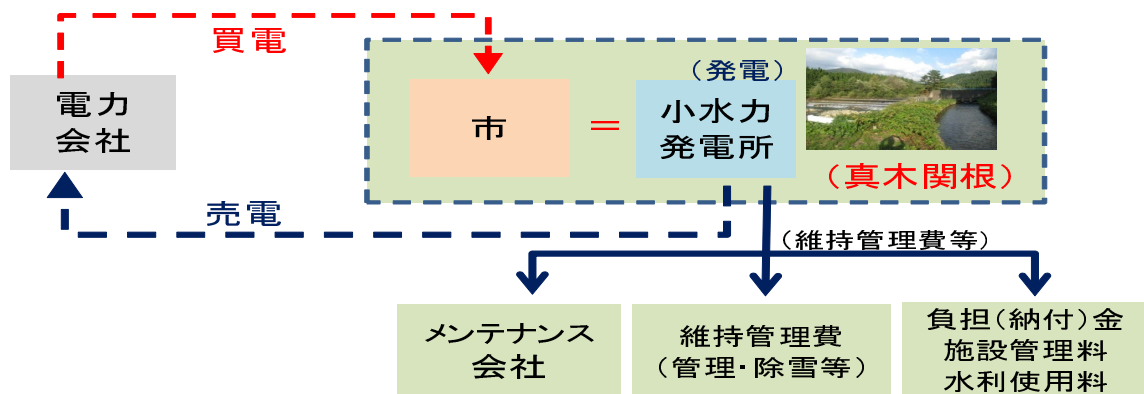 買電
電力
会社
市
＝
（発電）
小水力
発電所
（真木関根）
売電
（維持管理費等）
メンテナンス
会社
維持管理費
（管理・除雪等）
負担（納付）金
施設管理料
水利使用料